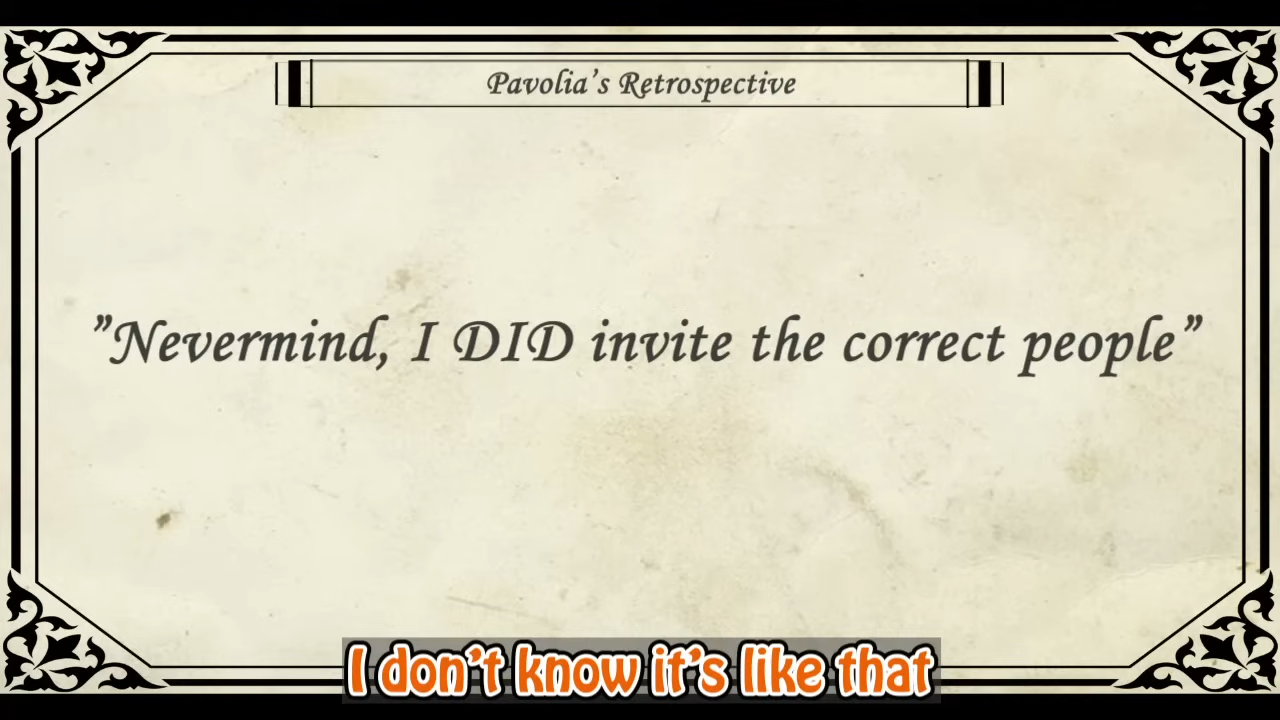 Pavolia’s Retrospective
”Nevermind, I DID invite the correct people”
I don’t know it’s like that